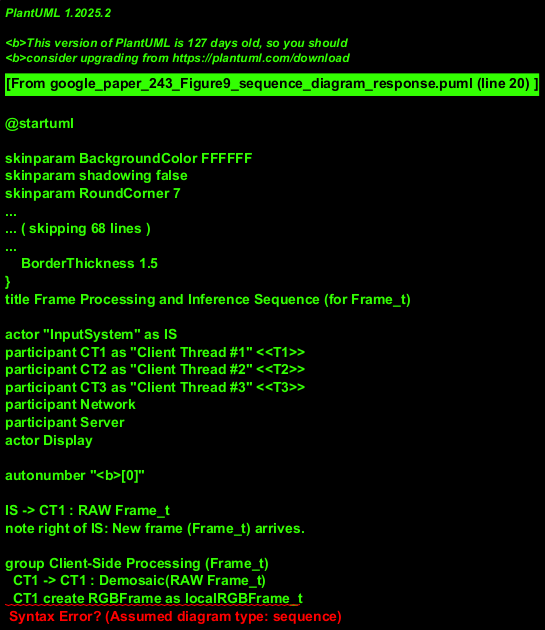 PlantUML 1.2025.2
<b>This version of PlantUML is 127 days old, so you should
<b>consider upgrading from https://plantuml.com/download
[From google_paper_243_Figure9_sequence_diagram_response.puml (line 20) ]
@startuml
skinparam BackgroundColor FFFFFF
skinparam shadowing false
skinparam RoundCorner 7
...
... ( skipping 68 lines )
...
BorderThickness 1.5
}
title Frame Processing and Inference Sequence (for Frame_t)
actor "InputSystem" as IS
participant CT1 as "Client Thread #1" <<T1>>
participant CT2 as "Client Thread #2" <<T2>>
participant CT3 as "Client Thread #3" <<T3>>
participant Network
participant Server
actor Display
autonumber "<b>[0]"
IS -> CT1 : RAW Frame_t
note right of IS: New frame (Frame_t) arrives.
group Client-Side Processing (Frame_t)
CT1 -> CT1 : Demosaic(RAW Frame_t)
CT1 create RGBFrame as localRGBFrame_t
Syntax Error? (Assumed diagram type: sequence)